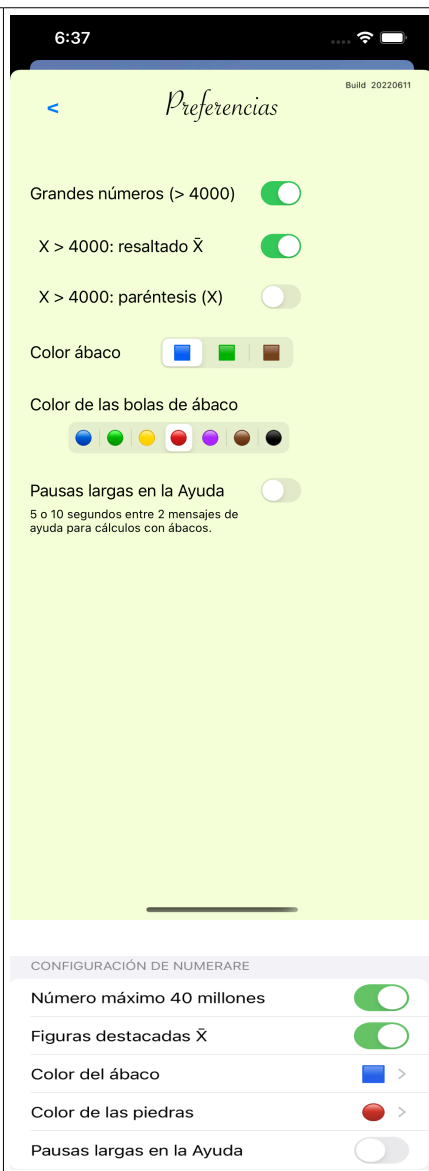 6:37
Build 20220611
< Preferencias
Grandes números (> 4000)
X > 4000: resaltado X̄
X > 4000: paréntesis (X)
Color ábaco
Color de las bolas de ábaco
Pausas largas en la Ayuda
5 o 10 segundos entre 2 mensajes de
ayuda para cálculos con ábacos.
CONFIGURACIÓN DE NUMERARE
Número máximo 40 millones
Figuras destacadas X̄
Color del ábaco >
Color de las piedras >
Pausas largas en la Ayuda